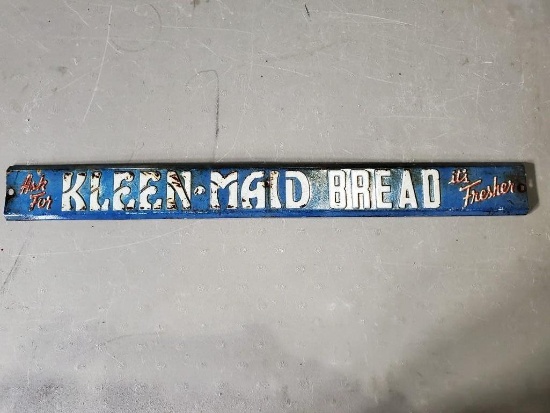 Ask
For
KLEEN-MAID BREAD
it's
Fresher